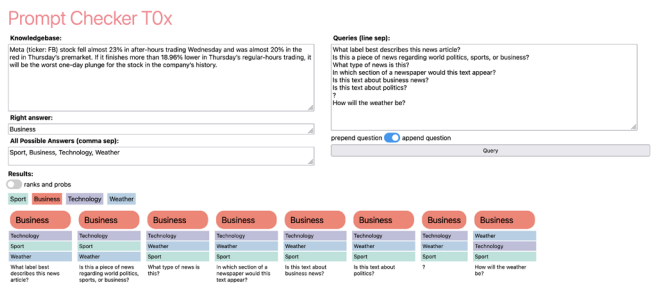 Prompt Checker T0x
Knowledgebase:
Meta (ticker: FB) stock fell almost 23% in after-hours trading Wednesday and was almost 20% in the
red in Thursday's premarket. If it finishes more than 18.96% lower in Thursday's regular-hours trading, it
will be the worst one-day plunge for the stock in the company's history.
Right answer:
Business
All Possible Answers (comma sep):
Sport, Business, Technology, Weather
Queries (line sep):
What label best describes this news article?
Is this a piece of news regarding world politics, sports, or business?
What type of news is this?
In which section of a newspaper would this text appear?
Is this text about business news?
Is this text about politics?
?
How will the weather be?
prepend question append question
Query
Results:
ranks and probs
Sport Business Technology Weather
Business Business Business Business Business Business Business Business
Technology Technology Technology Technology Technology Technology Technology Weather
Sport Sport Weather Weather Weather Weather Weather Technology
Weather Weather Sport Sport Sport Sport Sport Sport
What label best
describes this news
article?
Is this a piece of news
regarding world politics,
sports, or business?
What type of news is
this?
In which section of a
newspaper would this
text appear?
Is this text about
business news?
Is this text about
politics?
?
How will the weather
be?